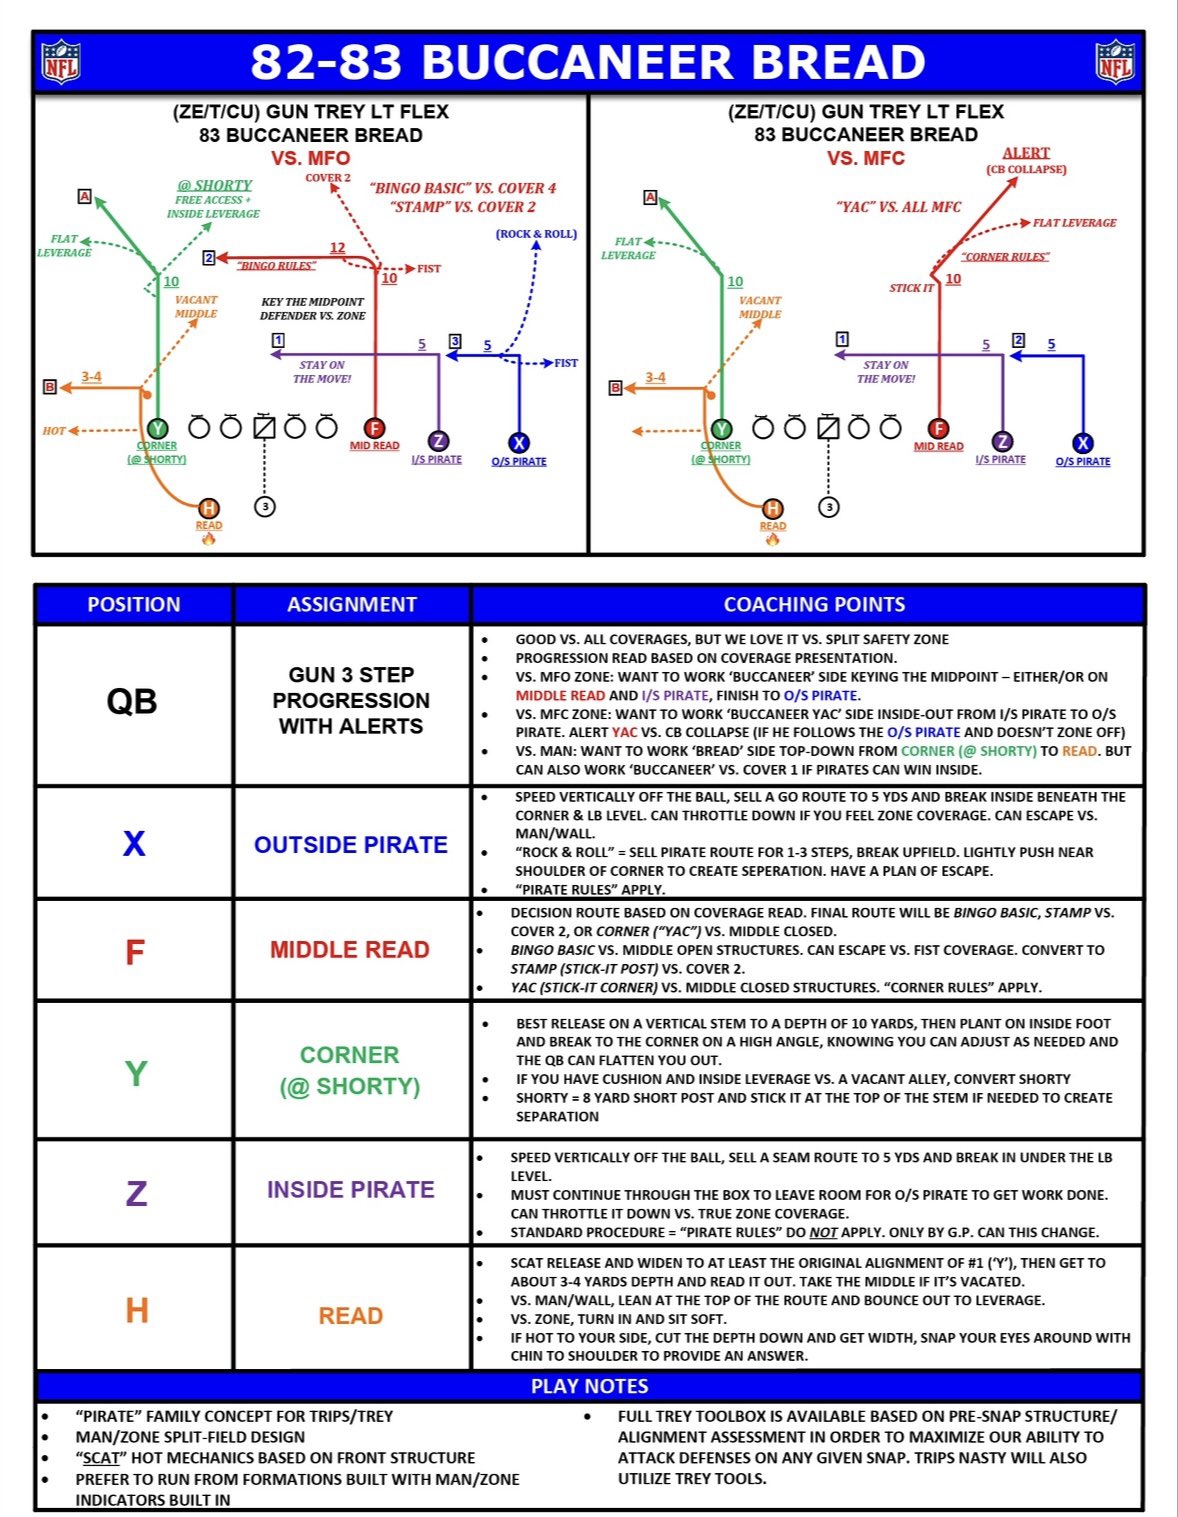 NFL
82-83 BUCCANEER BREAD
NFL
(ZE/T/CU) GUN TREY LT FLEX
83 BUCCANEER BREAD
VS. MFO
COVER 2
@ SHORTY
FREE ACCESS +
INSIDE LEVERAGE
"BINGO BASIC" VS. COVER 4
"STAMP" VS. COVER 2
A
FLAT
LEVERAGE
(ROCK & ROLL)
2
12
"BINGO RULES"
FIST
10
10
VACANT
MIDDLE
KEY THE MIDPOINT
DEFENDER VS. ZONE
1
5
3
5
STAY ON
THE MOVE!
FIST
B
3-4
HOT
Y
CORNER
(@ SHORTY)
F
MID READ
Z
I/S PIRATE
X
O/S PIRATE
H
READ
3
(ZE/T/CU) GUN TREY LT FLEX
83 BUCCANEER BREAD
VS. MFC
ALERT
(CB COLLAPSE)
A
"YAC" VS. ALL MFC
FLAT LEVERAGE
FLAT
LEVERAGE
"CORNER RULES"
10
STICK IT
10
VACANT
MIDDLE
1
5
2
5
STAY ON
THE MOVE!
B
3-4
Y
CORNER
(@ SHORTY)
F
MID READ
Z
I/S PIRATE
X
O/S PIRATE
H
READ
3
POSITION
ASSIGNMENT
COACHING POINTS
QB
GUN 3 STEP
PROGRESSION
WITH ALERTS
• GOOD VS. ALL COVERAGES, BUT WE LOVE IT VS. SPLIT SAFETY ZONE
• PROGRESSION READ BASED ON COVERAGE PRESENTATION.
• VS. MFO ZONE: WANT TO WORK 'BUCCANEER' SIDE KEYING THE MIDPOINT – EITHER/OR ON
MIDDLE READ AND I/S PIRATE, FINISH TO O/S PIRATE.
• VS. MFC ZONE: WANT TO WORK 'BUCCANEER YAC' SIDE INSIDE-OUT FROM I/S PIRATE TO O/S
PIRATE. ALERT YAC VS. CB COLLAPSE (IF HE FOLLOWS THE O/S PIRATE AND DOESN'T ZONE OFF)
• VS. MAN: WANT TO WORK 'BREAD' SIDE TOP-DOWN FROM CORNER (@ SHORTY) TO READ. BUT
CAN ALSO WORK 'BUCCANEER' VS. COVER 1 IF PIRATES CAN WIN INSIDE.
X
OUTSIDE PIRATE
• SPEED VERTICALLY OFF THE BALL, SELL A GO ROUTE TO 5 YDS AND BREAK INSIDE BENEATH THE
CORNER & LB LEVEL. CAN THROTTLE DOWN IF YOU FEEL ZONE COVERAGE. CAN ESCAPE VS.
MAN/WALL.
• "ROCK & ROLL" = SELL PIRATE ROUTE FOR 1-3 STEPS, BREAK UPFIELD. LIGHTLY PUSH NEAR
SHOULDER OF CORNER TO CREATE SEPERATION. HAVE A PLAN OF ESCAPE.
• "PIRATE RULES" APPLY.
F
MIDDLE READ
• DECISION ROUTE BASED ON COVERAGE READ. FINAL ROUTE WILL BE BINGO BASIC, STAMP VS.
COVER 2, OR CORNER ("YAC") VS. MIDDLE CLOSED.
• BINGO BASIC VS. MIDDLE OPEN STRUCTURES. CAN ESCAPE VS. FIST COVERAGE. CONVERT TO
STAMP (STICK-IT POST) VS. COVER 2.
• YAC (STICK-IT CORNER) VS. MIDDLE CLOSED STRUCTURES. "CORNER RULES" APPLY.
Y
CORNER
(@ SHORTY)
• BEST RELEASE ON A VERTICAL STEM TO A DEPTH OF 10 YARDS, THEN PLANT ON INSIDE FOOT
AND BREAK TO THE CORNER ON A HIGH ANGLE, KNOWING YOU CAN ADJUST AS NEEDED AND
THE QB CAN FLATTEN YOU OUT.
• IF YOU HAVE CUSHION AND INSIDE LEVERAGE VS. A VACANT ALLEY, CONVERT SHORTY
• SHORTY = 8 YARD SHORT POST AND STICK IT AT THE TOP OF THE STEM IF NEEDED TO CREATE
SEPARATION
Z
INSIDE PIRATE
• SPEED VERTICALLY OFF THE BALL, SELL A SEAM ROUTE TO 5 YDS AND BREAK IN UNDER THE LB
LEVEL.
• MUST CONTINUE THROUGH THE BOX TO LEAVE ROOM FOR O/S PIRATE TO GET WORK DONE.
CAN THROTTLE IT DOWN VS. TRUE ZONE COVERAGE.
• STANDARD PROCEDURE = "PIRATE RULES" DO NOT APPLY. ONLY BY G.P. CAN THIS CHANGE.
H
READ
• SCAT RELEASE AND WIDEN TO AT LEAST THE ORIGINAL ALIGNMENT OF #1 ('Y'), THEN GET TO
ABOUT 3-4 YARDS DEPTH AND READ IT OUT. TAKE THE MIDDLE IF IT'S VACATED.
• VS. MAN/WALL, LEAN AT THE TOP OF THE ROUTE AND BOUNCE OUT TO LEVERAGE.
• VS. ZONE, TURN IN AND SIT SOFT.
• IF HOT TO YOUR SIDE, CUT THE DEPTH DOWN AND GET WIDTH, SNAP YOUR EYES AROUND WITH
CHIN TO SHOULDER TO PROVIDE AN ANSWER.
PLAY NOTES
• "PIRATE" FAMILY CONCEPT FOR TRIPS/TREY
• MAN/ZONE SPLIT-FIELD DESIGN
• "SCAT" HOT MECHANICS BASED ON FRONT STRUCTURE
• PREFER TO RUN FROM FORMATIONS BUILT WITH MAN/ZONE
INDICATORS BUILT IN
• FULL TREY TOOLBOX IS AVAILABLE BASED ON PRE-SNAP STRUCTURE/
ALIGNMENT ASSESSMENT IN ORDER TO MAXIMIZE OUR ABILITY TO
ATTACK DEFENSES ON ANY GIVEN SNAP. TRIPS NASTY WILL ALSO
UTILIZE TREY TOOLS.